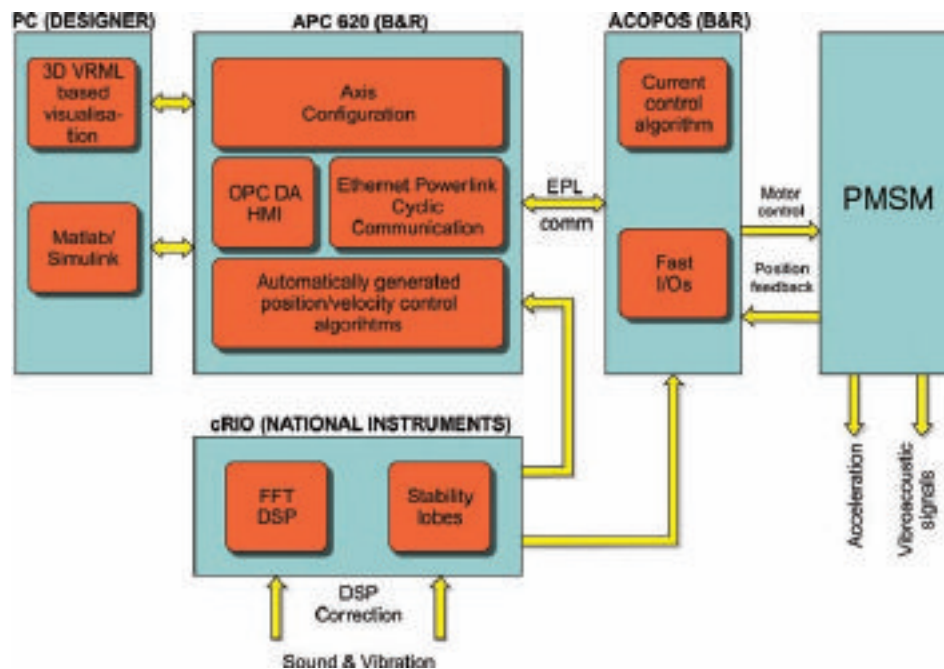 PC (DESIGNER)
3D VRML
based
visualisa-
tion
Matlab/
Simulink
APC 620 (B&R)
Axis
Configuration
OPC DA
HMI
Ethernet Powerlink
Cyclic
Communication
Automatically generated
position/velocity control
algorihtms
EPL
comm
ACOPOS (B&R)
Current
control
algorithm
Fast
I/Os
Motor
control
Position
feedback
PMSM
Acceleration
Vibroacoustic
signals
cRIO (NATIONAL INSTRUMENTS)
FFT
DSP
Stability
lobes
DSP
Correction
Sound & Vibration